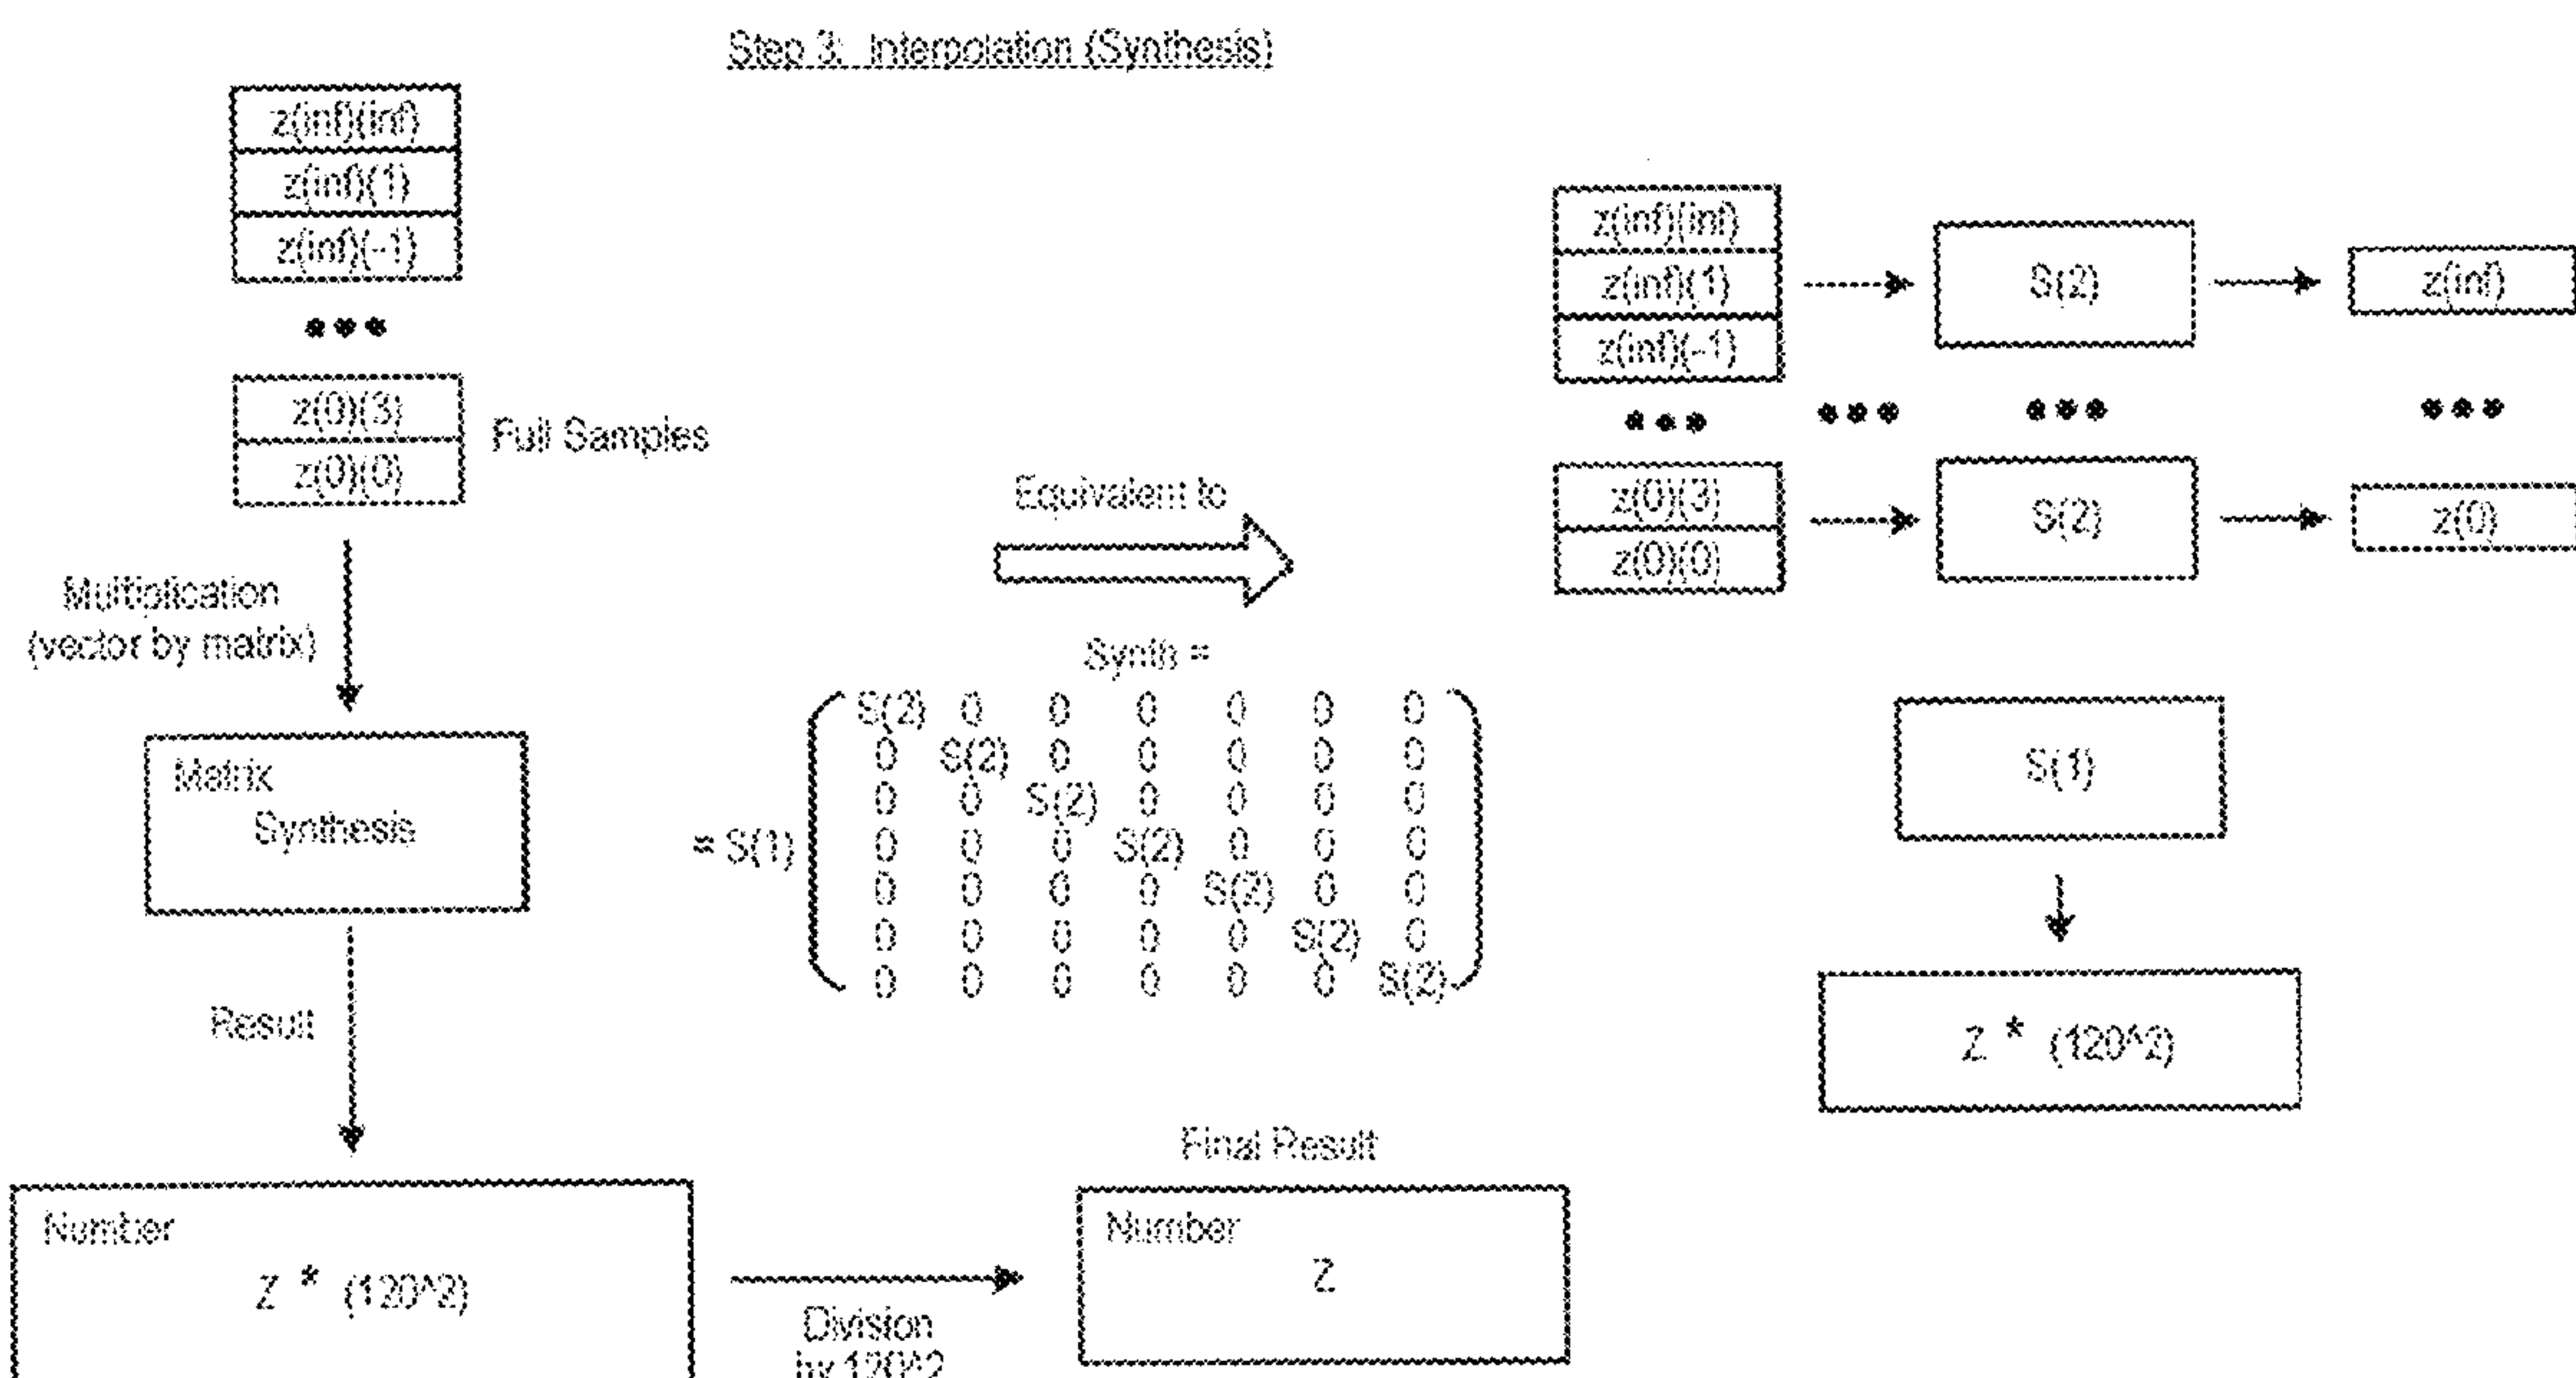 Step 3: Interpolation (Synthesis)
z(inf)(inf)
z(inf)(1)
z(inf)(-1)
z(0)(3)
z(0)(0)
Full Samples
Multiplication
(vector by matrix)
Matrix
Synthesis
Result
Number
Z * (120^2)
Division
by 120^2
Final Result
Number
Z
Equivalent to
Synth =
= S(1)
S(2) 0 0 0 0 0 0
0 S(2) 0 0 0 0 0
0 0 S(2) 0 0 0 0
0 0 0 S(2) 0 0 0
0 0 0 0 S(2) 0 0
0 0 0 0 0 S(2) 0
0 0 0 0 0 0 S(2)
z(inf)(inf)
z(inf)(1)
z(inf)(-1)
S(2)
z(inf)
z(0)(3)
z(0)(0)
S(2)
z(0)
S(1)
Z * (120^2)